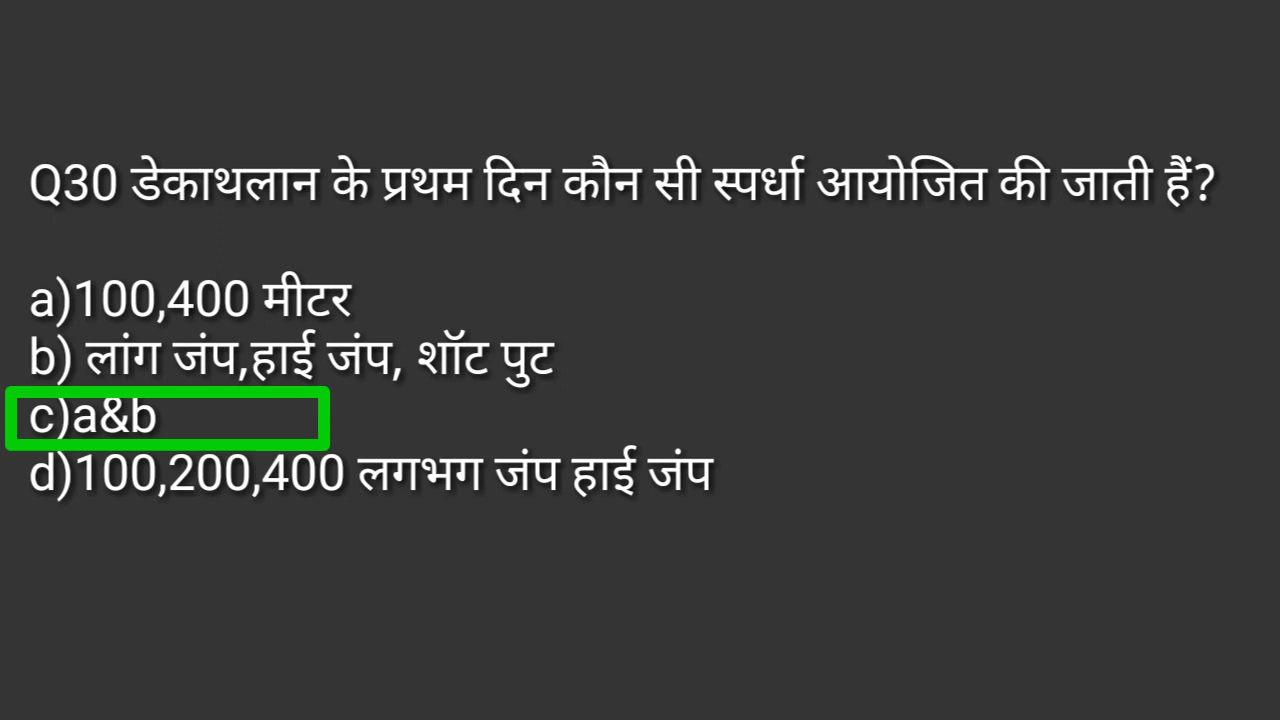 Q30 डेकाथलान के प्रथम दिन कौन सी स्पर्धा आयोजित की जाती हैं?
a)100,400 मीटर
b) लांग जंप,हाई जंप, शॉट पुट
c)a&b
d)100,200,400 लगभग जंप हाई जंप